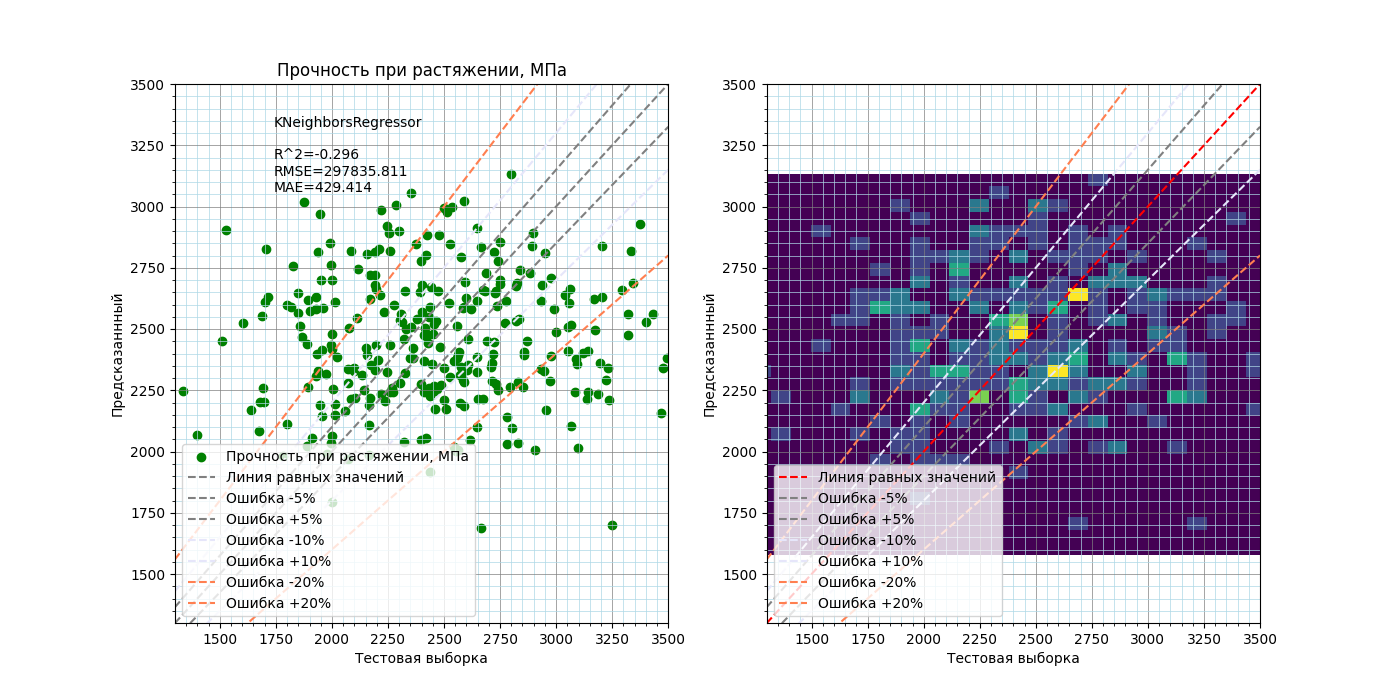 Прочность при растяжении, МПа
3500
3250
3000
2750
2500
2250
2000
1750
1500
Предсказаннный
KNeighborsRegressor
R^2=-0.296
RMSE=297835.811
MAE=429.414
Прочность при растяжении, МПа
Линия равных значений
Ошибка -5%
Ошибка +5%
Ошибка -10%
Ошибка +10%
Ошибка -20%
Ошибка +20%
1500 1750 2000 2250 2500 2750 3000 3250 3500
Тестовая выборка
3500
3250
3000
2750
2500
2250
2000
1750
1500
Предсказаннный
Линия равных значений
Ошибка -5%
Ошибка +5%
Ошибка -10%
Ошибка +10%
Ошибка -20%
Ошибка +20%
1500 1750 2000 2250 2500 2750 3000 3250 3500
Тестовая выборка